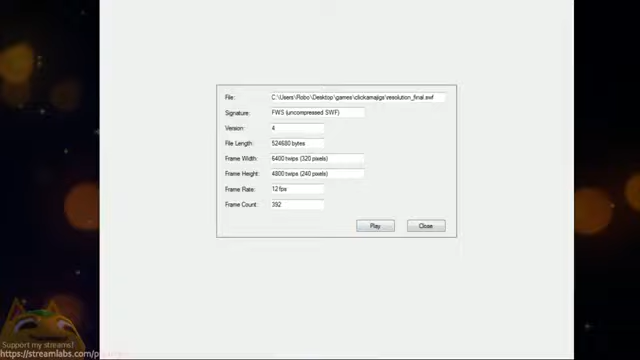 File: C:\Users\Robo\Desktop\games\clickamajigs\resolution_final.swf
Signature: FWS (uncompressed SWF)
Version: 4
File Length: 524680 bytes
Frame Width: 6400 twips (320 pixels)
Frame Height: 4800 twips (240 pixels)
Frame Rate: 12 fps
Frame Count: 392
Play Close
Support my streams!
https://streamlabs.com/